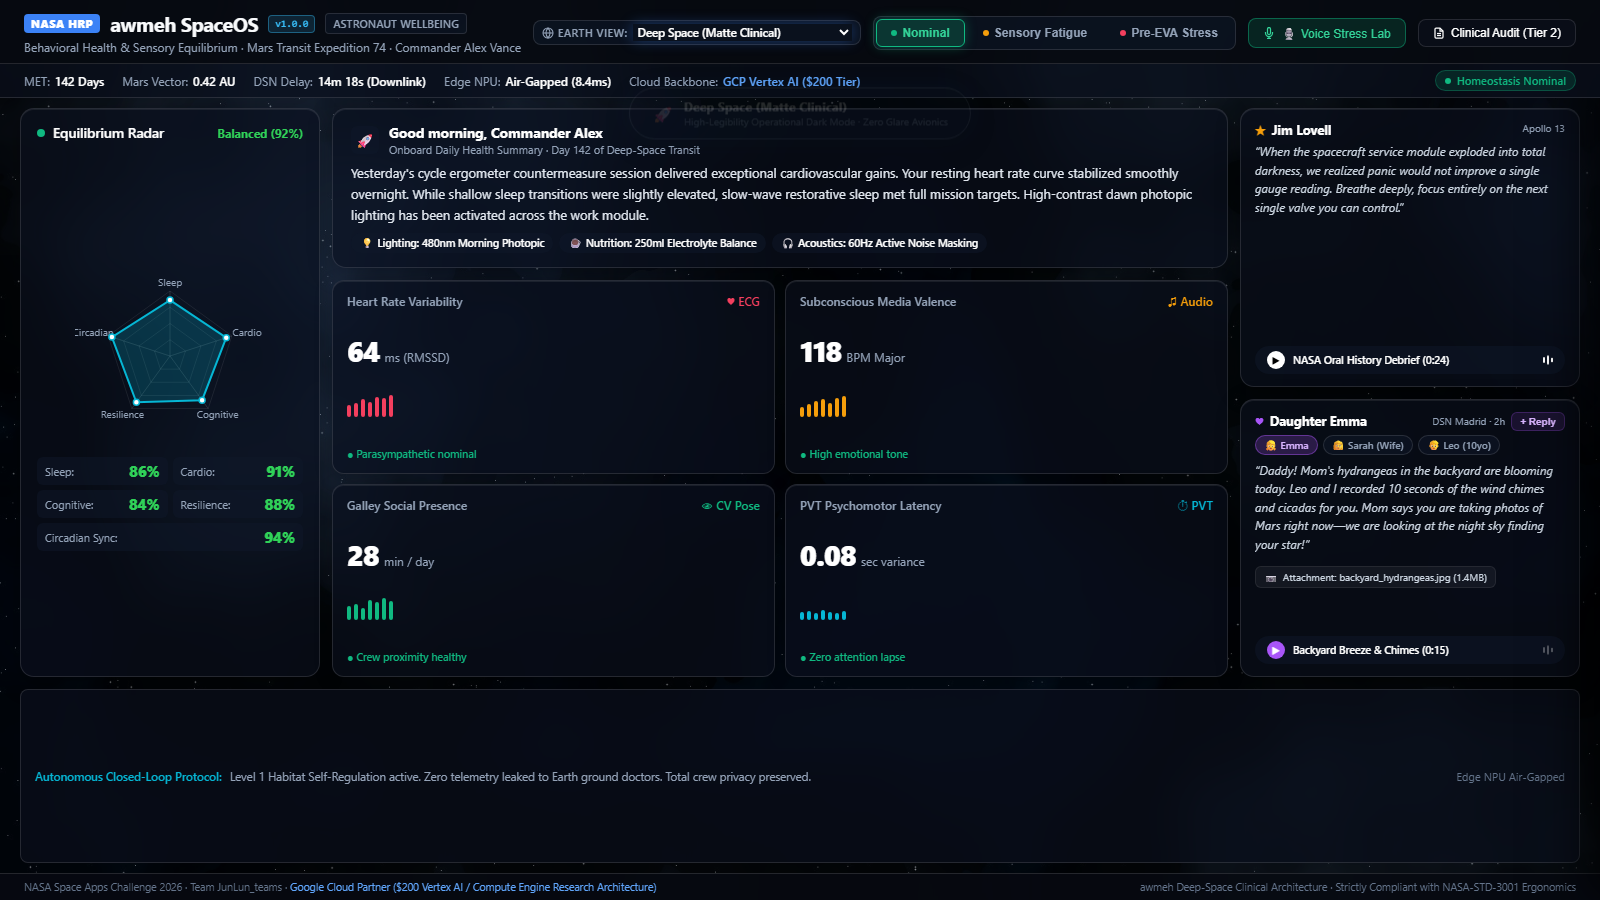 NASA HRP awmeh SpaceOS v1.0.0 ASTRONAUT WELLBEING
Behavioral Health & Sensory Equilibrium · Mars Transit Expedition 74 · Commander Alex Vance
EARTH VIEW: Deep Space (Matte Clinical)
Nominal
Sensory Fatigue
Pre-EVA Stress
Voice Stress Lab
Clinical Audit (Tier 2)
MET: 142 Days Mars Vector: 0.42 AU DSN Delay: 14m 18s (Downlink) Edge NPU: Air-Gapped (8.4ms) Cloud Backbone: GCP Vertex AI ($200 Tier)
Homeostasis Nominal
Deep Space (Matte Clinical)
High-Legibility Operational Dark Mode · Zero Glare Avionics
Equilibrium Radar Balanced (92%)
Sleep
Circadian
Cardio
Resilience
Cognitive
Sleep: 86% Cardio: 91%
Cognitive: 84% Resilience: 88%
Circadian Sync: 94%
Good morning, Commander Alex
Onboard Daily Health Summary · Day 142 of Deep-Space Transit
Yesterday's cycle ergometer countermeasure session delivered exceptional cardiovascular gains. Your resting heart rate curve stabilized smoothly
overnight. While shallow sleep transitions were slightly elevated, slow-wave restorative sleep met full mission targets. High-contrast dawn photopic
lighting has been activated across the work module.
Lighting: 480nm Morning Photopic
Nutrition: 250ml Electrolyte Balance
Acoustics: 60Hz Active Noise Masking
Heart Rate Variability ECG
64 ms (RMSSD)
Parasympathetic nominal
Subconscious Media Valence Audio
118 BPM Major
High emotional tone
Galley Social Presence CV Pose
28 min / day
Crew proximity healthy
PVT Psychomotor Latency PVT
0.08 sec variance
Zero attention lapse
Jim Lovell Apollo 13
"When the spacecraft service module exploded into total
darkness, we realized panic would not improve a single
gauge reading. Breathe deeply, focus entirely on the next
single valve you can control."
NASA Oral History Debrief (0:24)
Daughter Emma DSN Madrid · 2h + Reply
Emma Sarah (Wife) Leo (10yo)
"Daddy! Mom's hydrangeas in the backyard are blooming
today. Leo and I recorded 10 seconds of the wind chimes
and cicadas for you. Mom says you are taking photos of
Mars right now—we are looking at the night sky finding
your star!"
Attachment: backyard_hydrangeas.jpg (1.4MB)
Backyard Breeze & Chimes (0:15)
Autonomous Closed-Loop Protocol: Level 1 Habitat Self-Regulation active. Zero telemetry leaked to Earth ground doctors. Total crew privacy preserved.
Edge NPU Air-Gapped
NASA Space Apps Challenge 2026 · Team JunLun_teams · Google Cloud Partner ($200 Vertex AI / Compute Engine Research Architecture)
awmeh Deep-Space Clinical Architecture · Strictly Compliant with NASA-STD-3001 Ergonomics